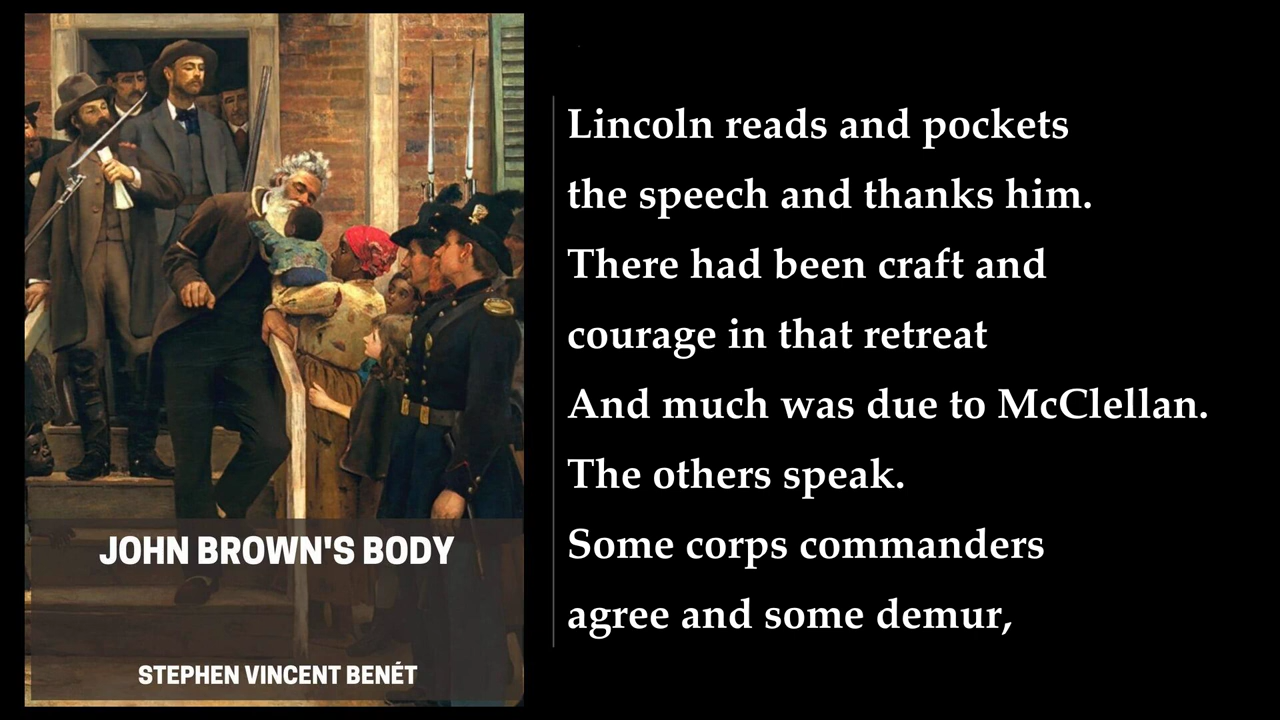 JOHN BROWN'S BODY
STEPHEN VINCENT BENÉT
Lincoln reads and pockets
the speech and thanks him.
There had been craft and
courage in that retreat
And much was due to McClellan.
The others speak.
Some corps commanders
agree and some demur,